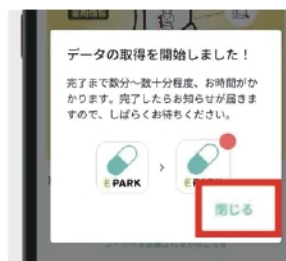 データの取得を開始しました！
完了まで数分〜数十分程度、お時間がか
かります。完了したらお知らせが届きま
すので、しばらくお待ちください。
EPARK
EPARK
閉じる